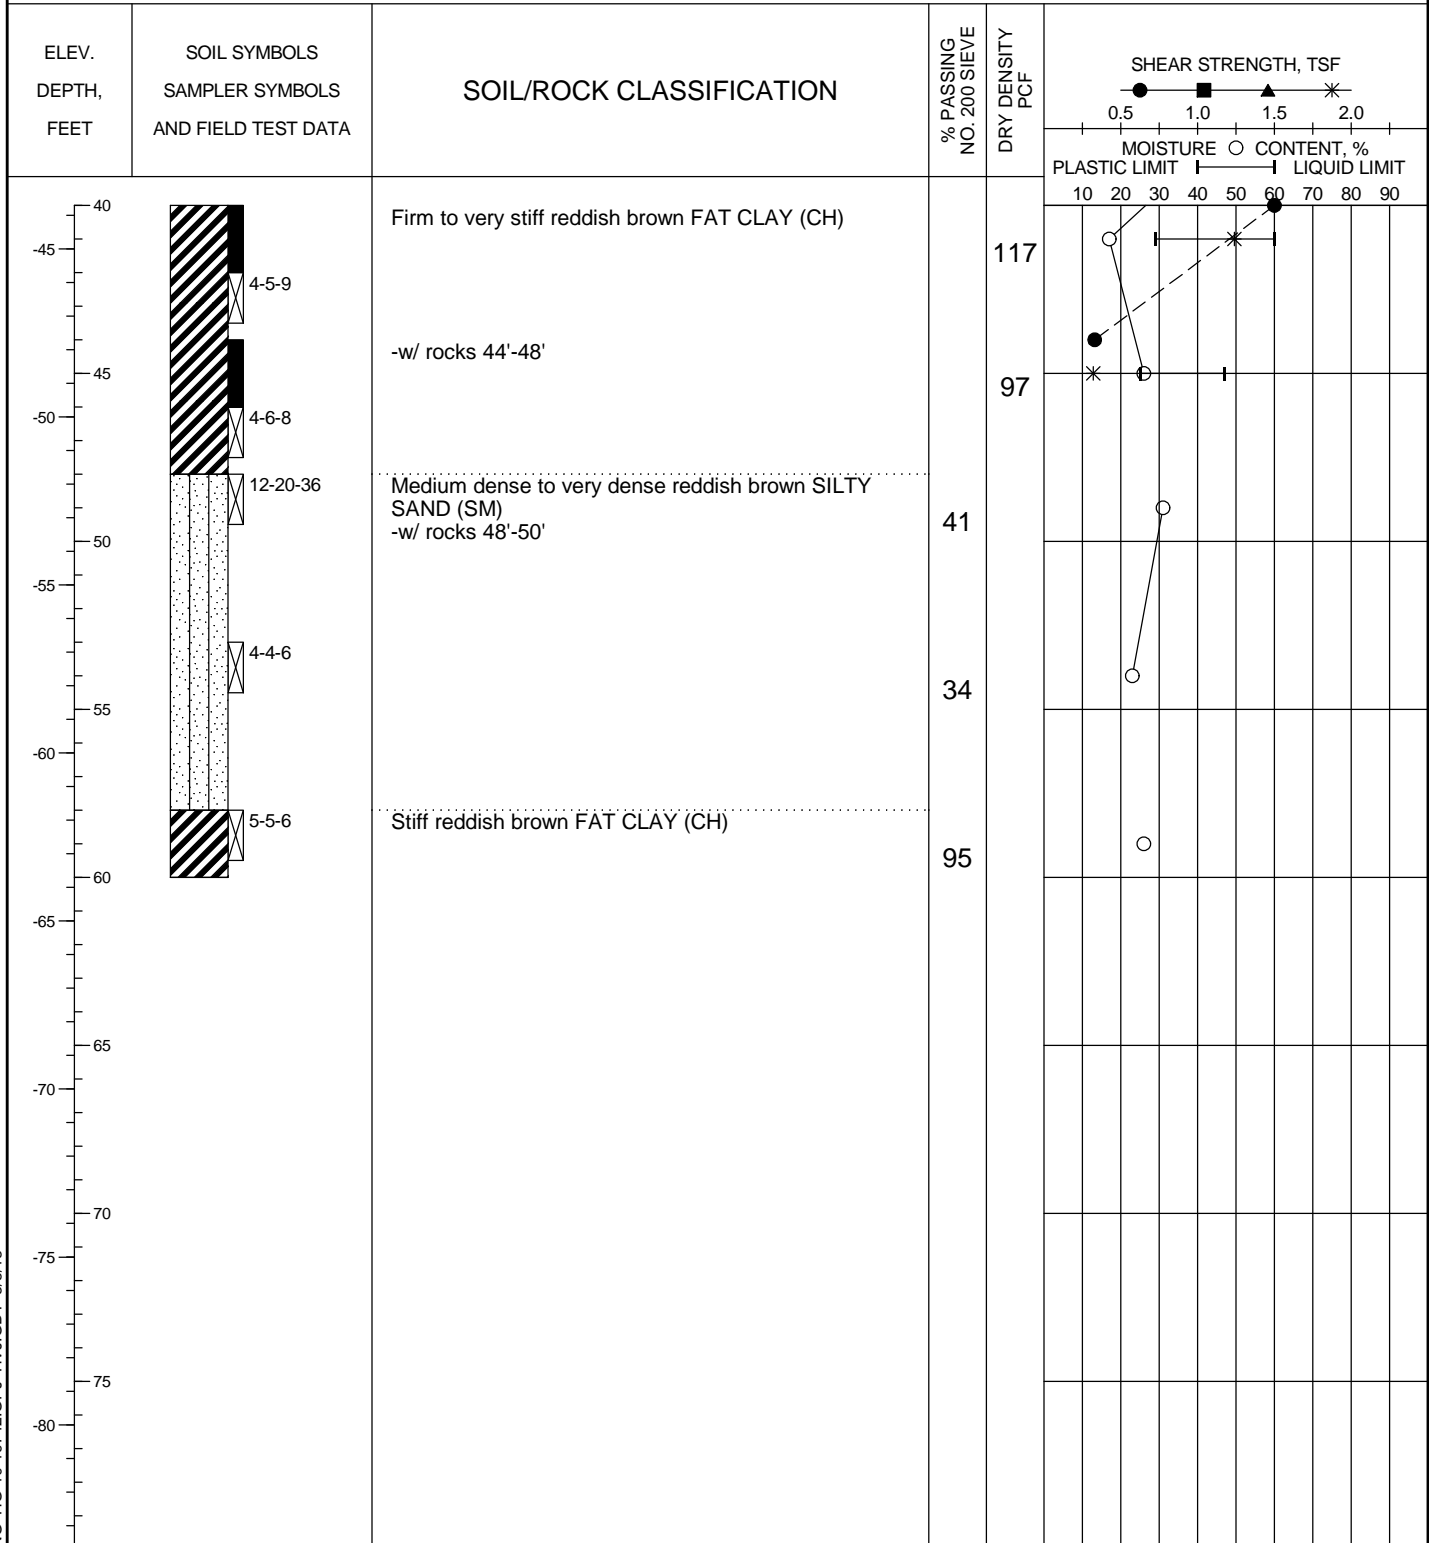 ELEV.
DEPTH,
FEET
SOIL SYMBOLS
SAMPLER SYMBOLS
AND FIELD TEST DATA
SOIL/ROCK CLASSIFICATION
% PASSING
NO. 200 SIEVE
DRY DENSITY
PCF
SHEAR STRENGTH, TSF
0.5 1.0 1.5 2.0
MOISTURE CONTENT, %
PLASTIC LIMIT LIQUID LIMIT
10 20 30 40 50 60 70 80 90
40
Firm to very stiff reddish brown FAT CLAY (CH)
-45
117
4-5-9
-w/ rocks 44'-48'
45
97
-50
4-6-8
12-20-36
Medium dense to very dense reddish brown SILTY
SAND (SM)
-w/ rocks 48'-50'
41
50
-55
4-4-6
34
55
-60
5-5-6
Stiff reddish brown FAT CLAY (CH)
95
60
-65
65
-70
70
-75
75
-80